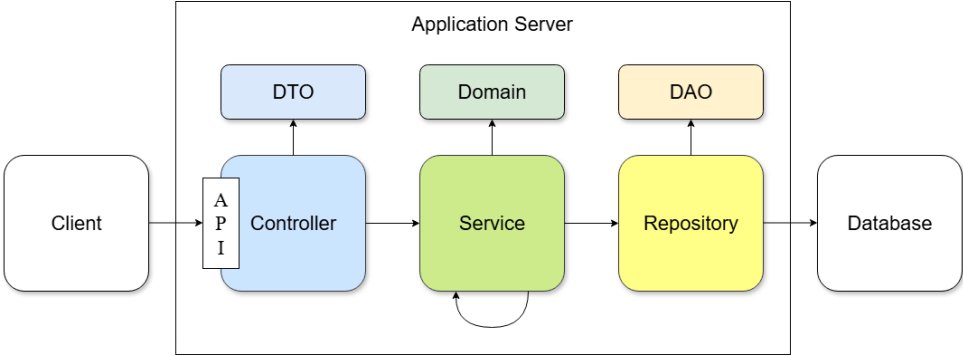 Application Server
DTO
Domain
DAO
Client
A
P
I
Controller
Service
Repository
Database